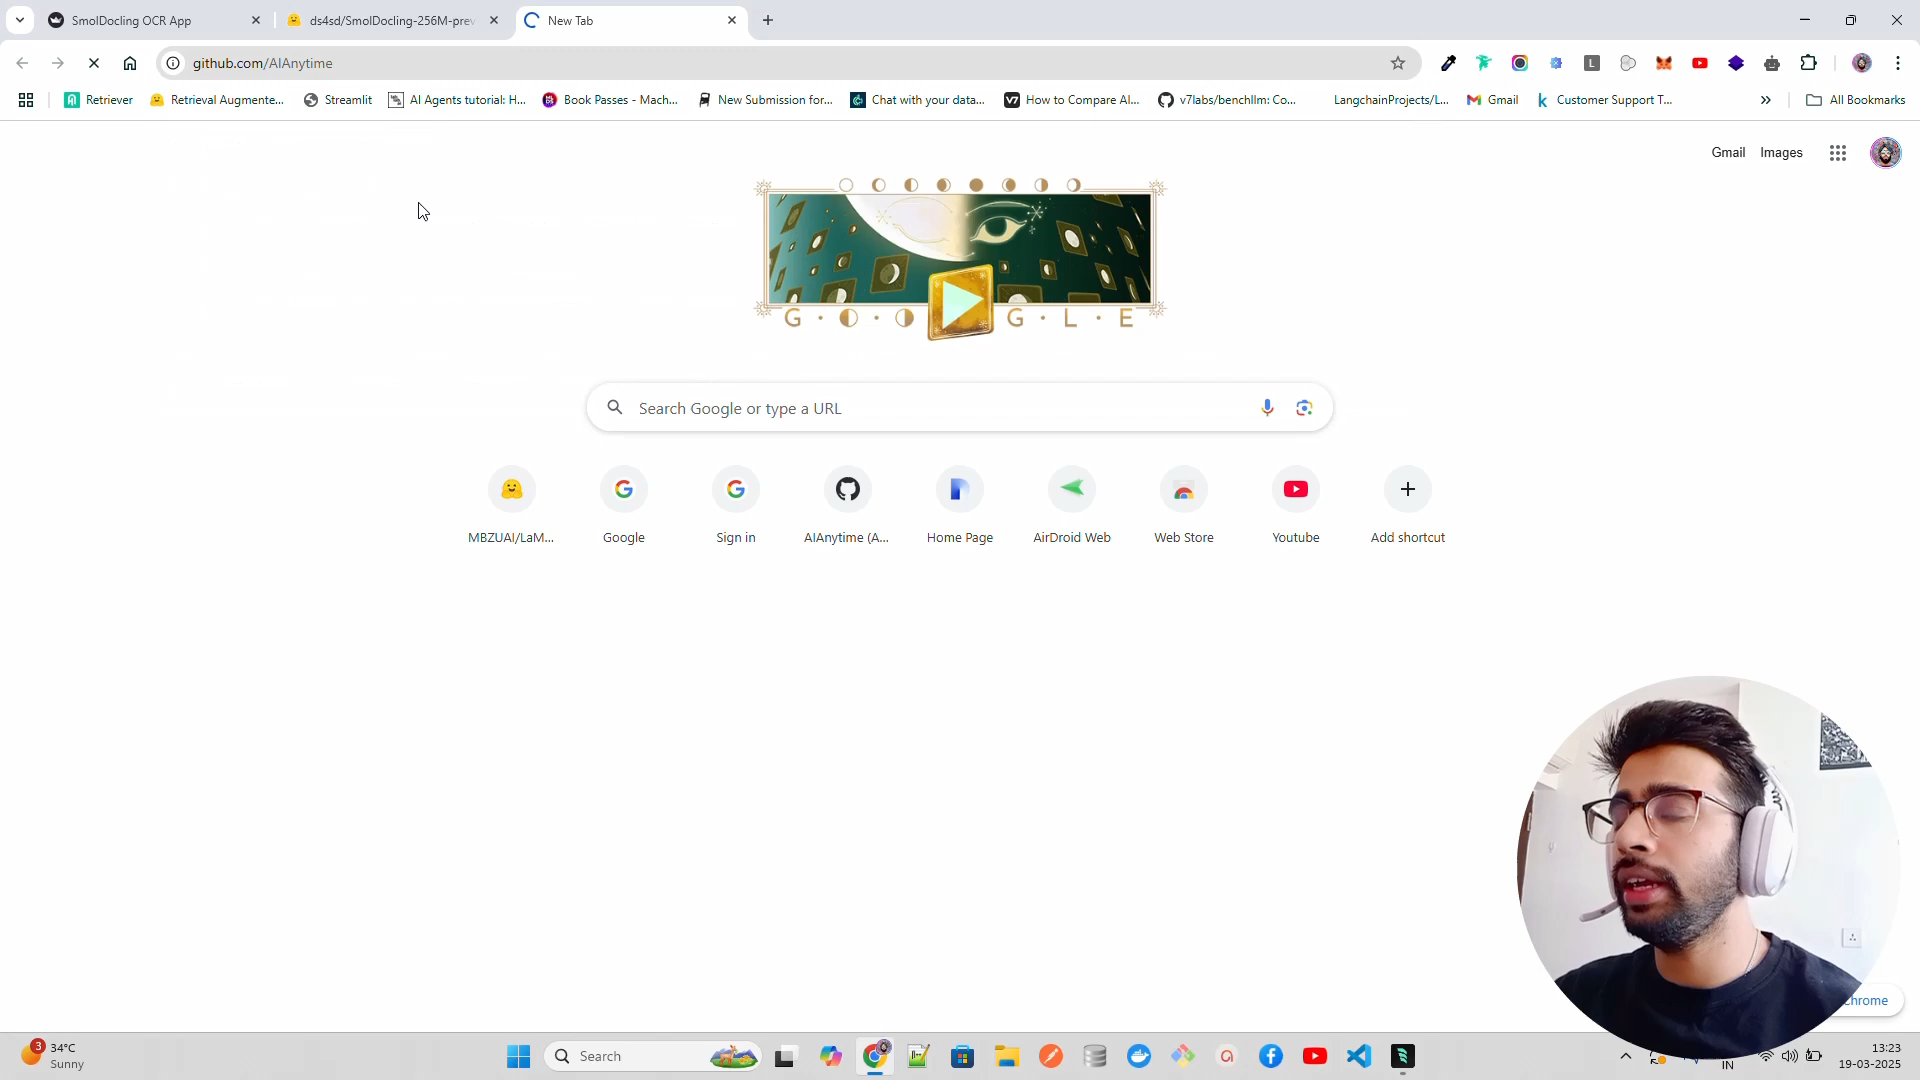 SmolDocling OCR App
ds4sd/SmolDocling-256M-prev
New Tab
github.com/AIAnytime
Retriever
Retrieval Augmente...
Streamlit
AI Agents tutorial: H...
Book Passes - Mach...
New Submission for...
Chat with your data...
How to Compare AI...
v7labs/benchllm: Co...
LangchainProjects/L...
Gmail
Customer Support T...
All Bookmarks
Gmail
Images
G O O G L E
Search Google or type a URL
MBZUAI/LaM...
Google
Sign in
AIAnytime (A...
Home Page
AirDroid Web
Web Store
Youtube
Add shortcut
chrome
3
34°C
Sunny
Search
IN
13:23
19-03-2025